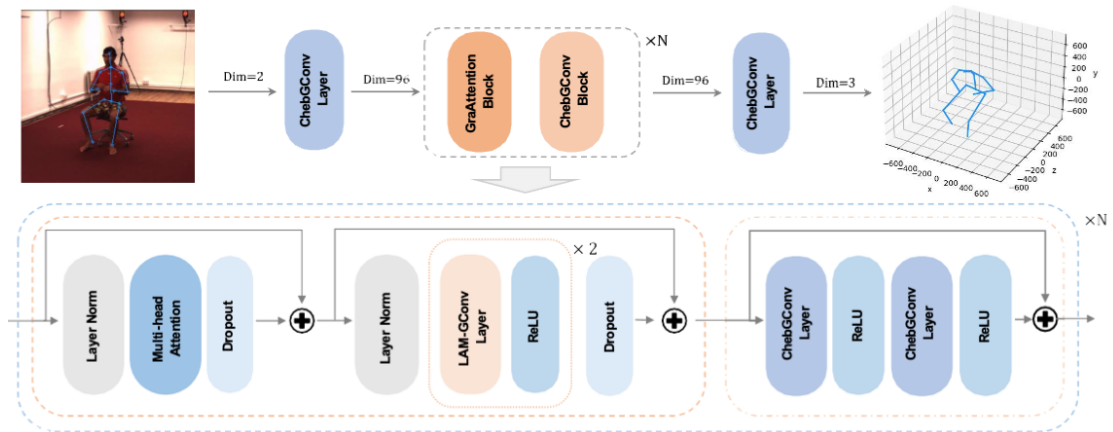 Dim=2
ChebGConv
Layer
Dim=96
GraAttention
Block
ChebGConv
Block
×N
Dim=96
ChebGConv
Layer
Dim=3
600
400
200
0
−200
−400
−600
y
600
400
200
0
−200
−400
−600
z
−600
−400
−200
0
200
400
600
x
×N
Layer Norm
Multi-head
Attention
Dropout
Layer Norm
LAM-GConv
Layer
ReLU
× 2
Dropout
ChebGConv
Layer
ReLU
ChebGConv
Layer
ReLU